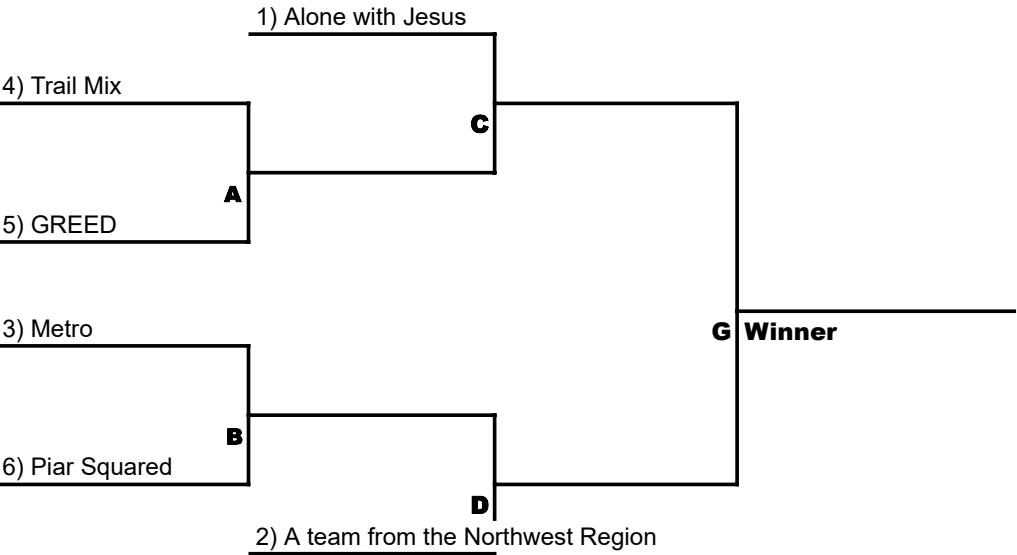 1) Alone with Jesus
4) Trail Mix
C
A
5) GREED
3) Metro
G Winner
B
6) Piar Squared
D
2) A team from the Northwest Region